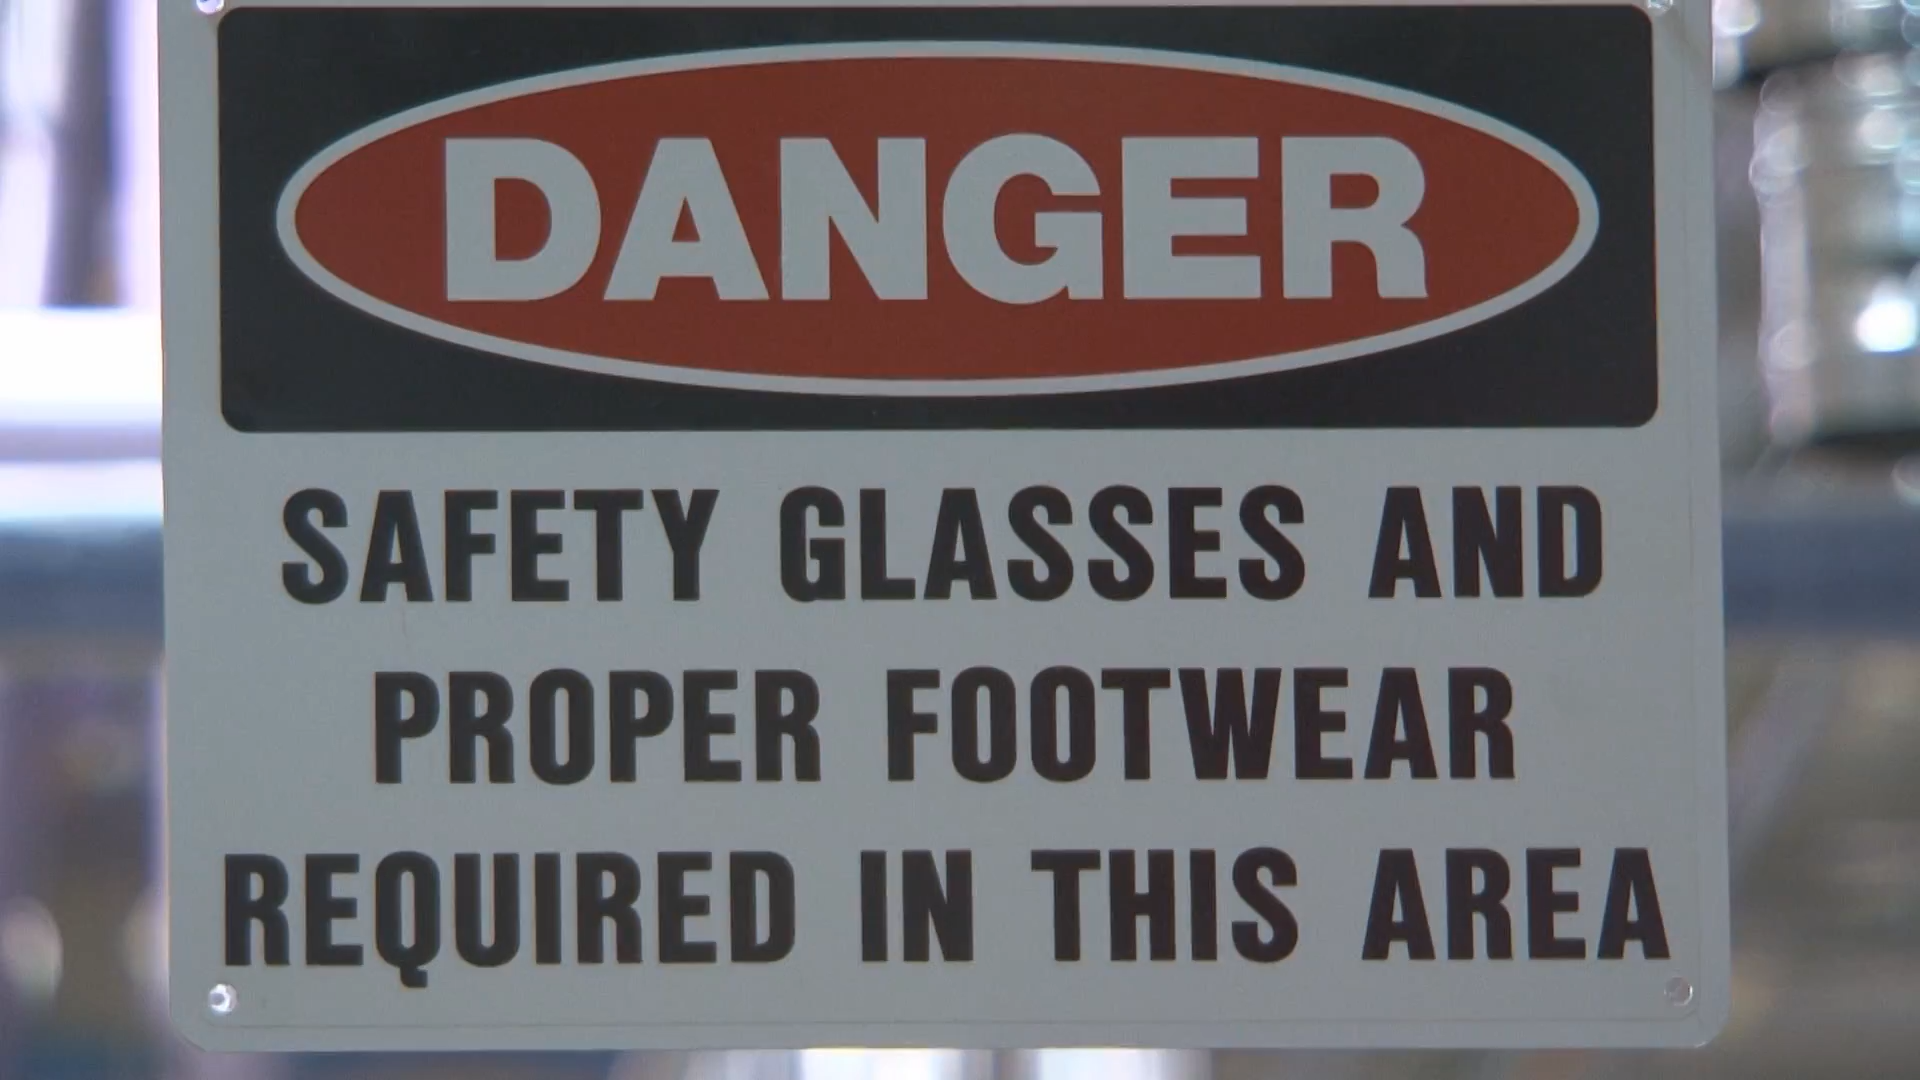 DANGER
SAFETY GLASSES AND
PROPER FOOTWEAR
REQUIRED IN THIS AREA